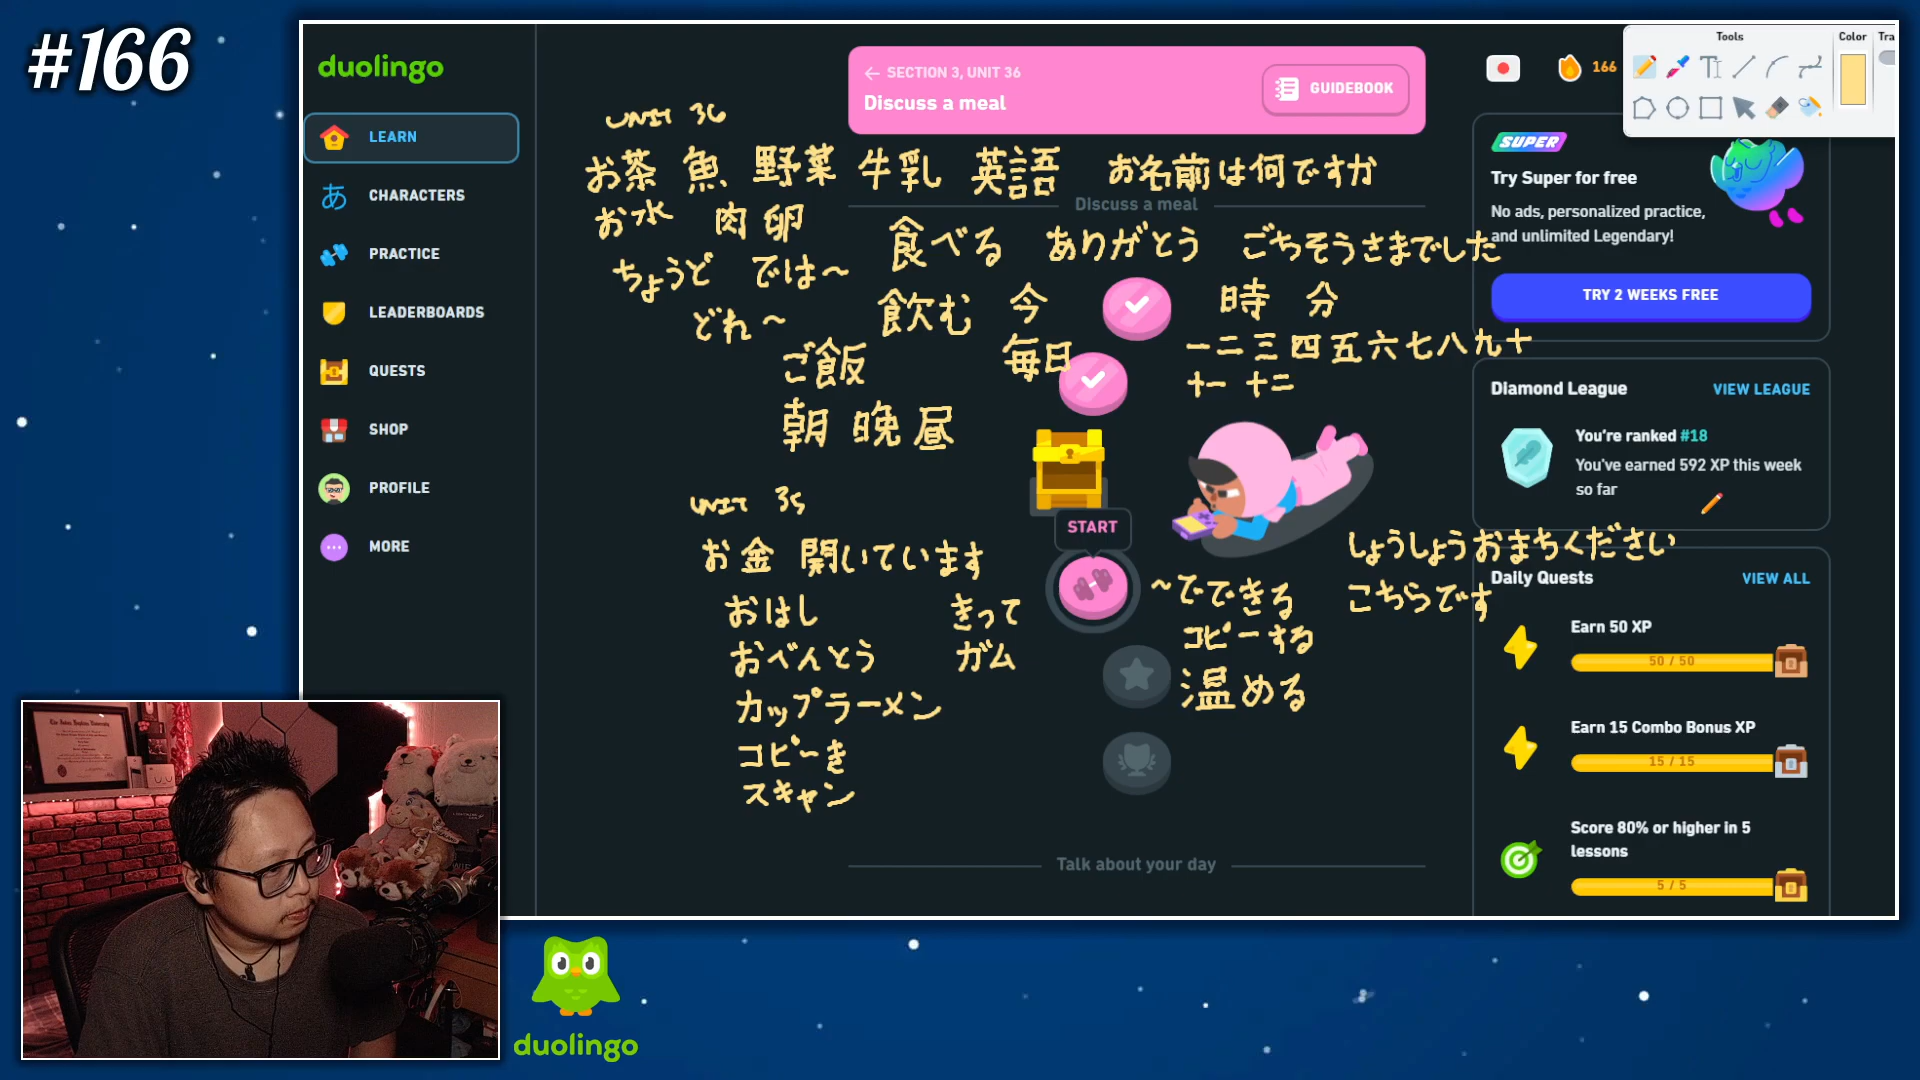 #166
duolingo
LEARN
CHARACTERS
PRACTICE
LEADERBOARDS
QUESTS
SHOP
PROFILE
MORE
← SECTION 3, UNIT 36
Discuss a meal
GUIDEBOOK
166
Tools
Color
Tra
UNIT 36
お茶 魚 野菜 牛乳 英語 お名前は何ですか
Discuss a meal
お水 肉 卵
食べる ありがとう ごちそうさまでした
ちょうど では〜
どれ〜 飲む 今 時 分
ご飯 毎日 一二三四五六七八九十
十一 十二
朝 晩 昼
UNIT 35
お金 開いています
おはし きって
おべんとう ガム
カップラーメン
コピーき
スキャン
START
〜でできる
コピーする
温める
しょうしょうおまちください
こちらです
Talk about your day
SUPER
Try Super for free
No ads, personalized practice,
and unlimited Legendary!
TRY 2 WEEKS FREE
Diamond League
VIEW LEAGUE
You're ranked #18
You've earned 592 XP this week
so far
Daily Quests
VIEW ALL
Earn 50 XP
50 / 50
Earn 15 Combo Bonus XP
15 / 15
Score 80% or higher in 5
lessons
5 / 5
duolingo